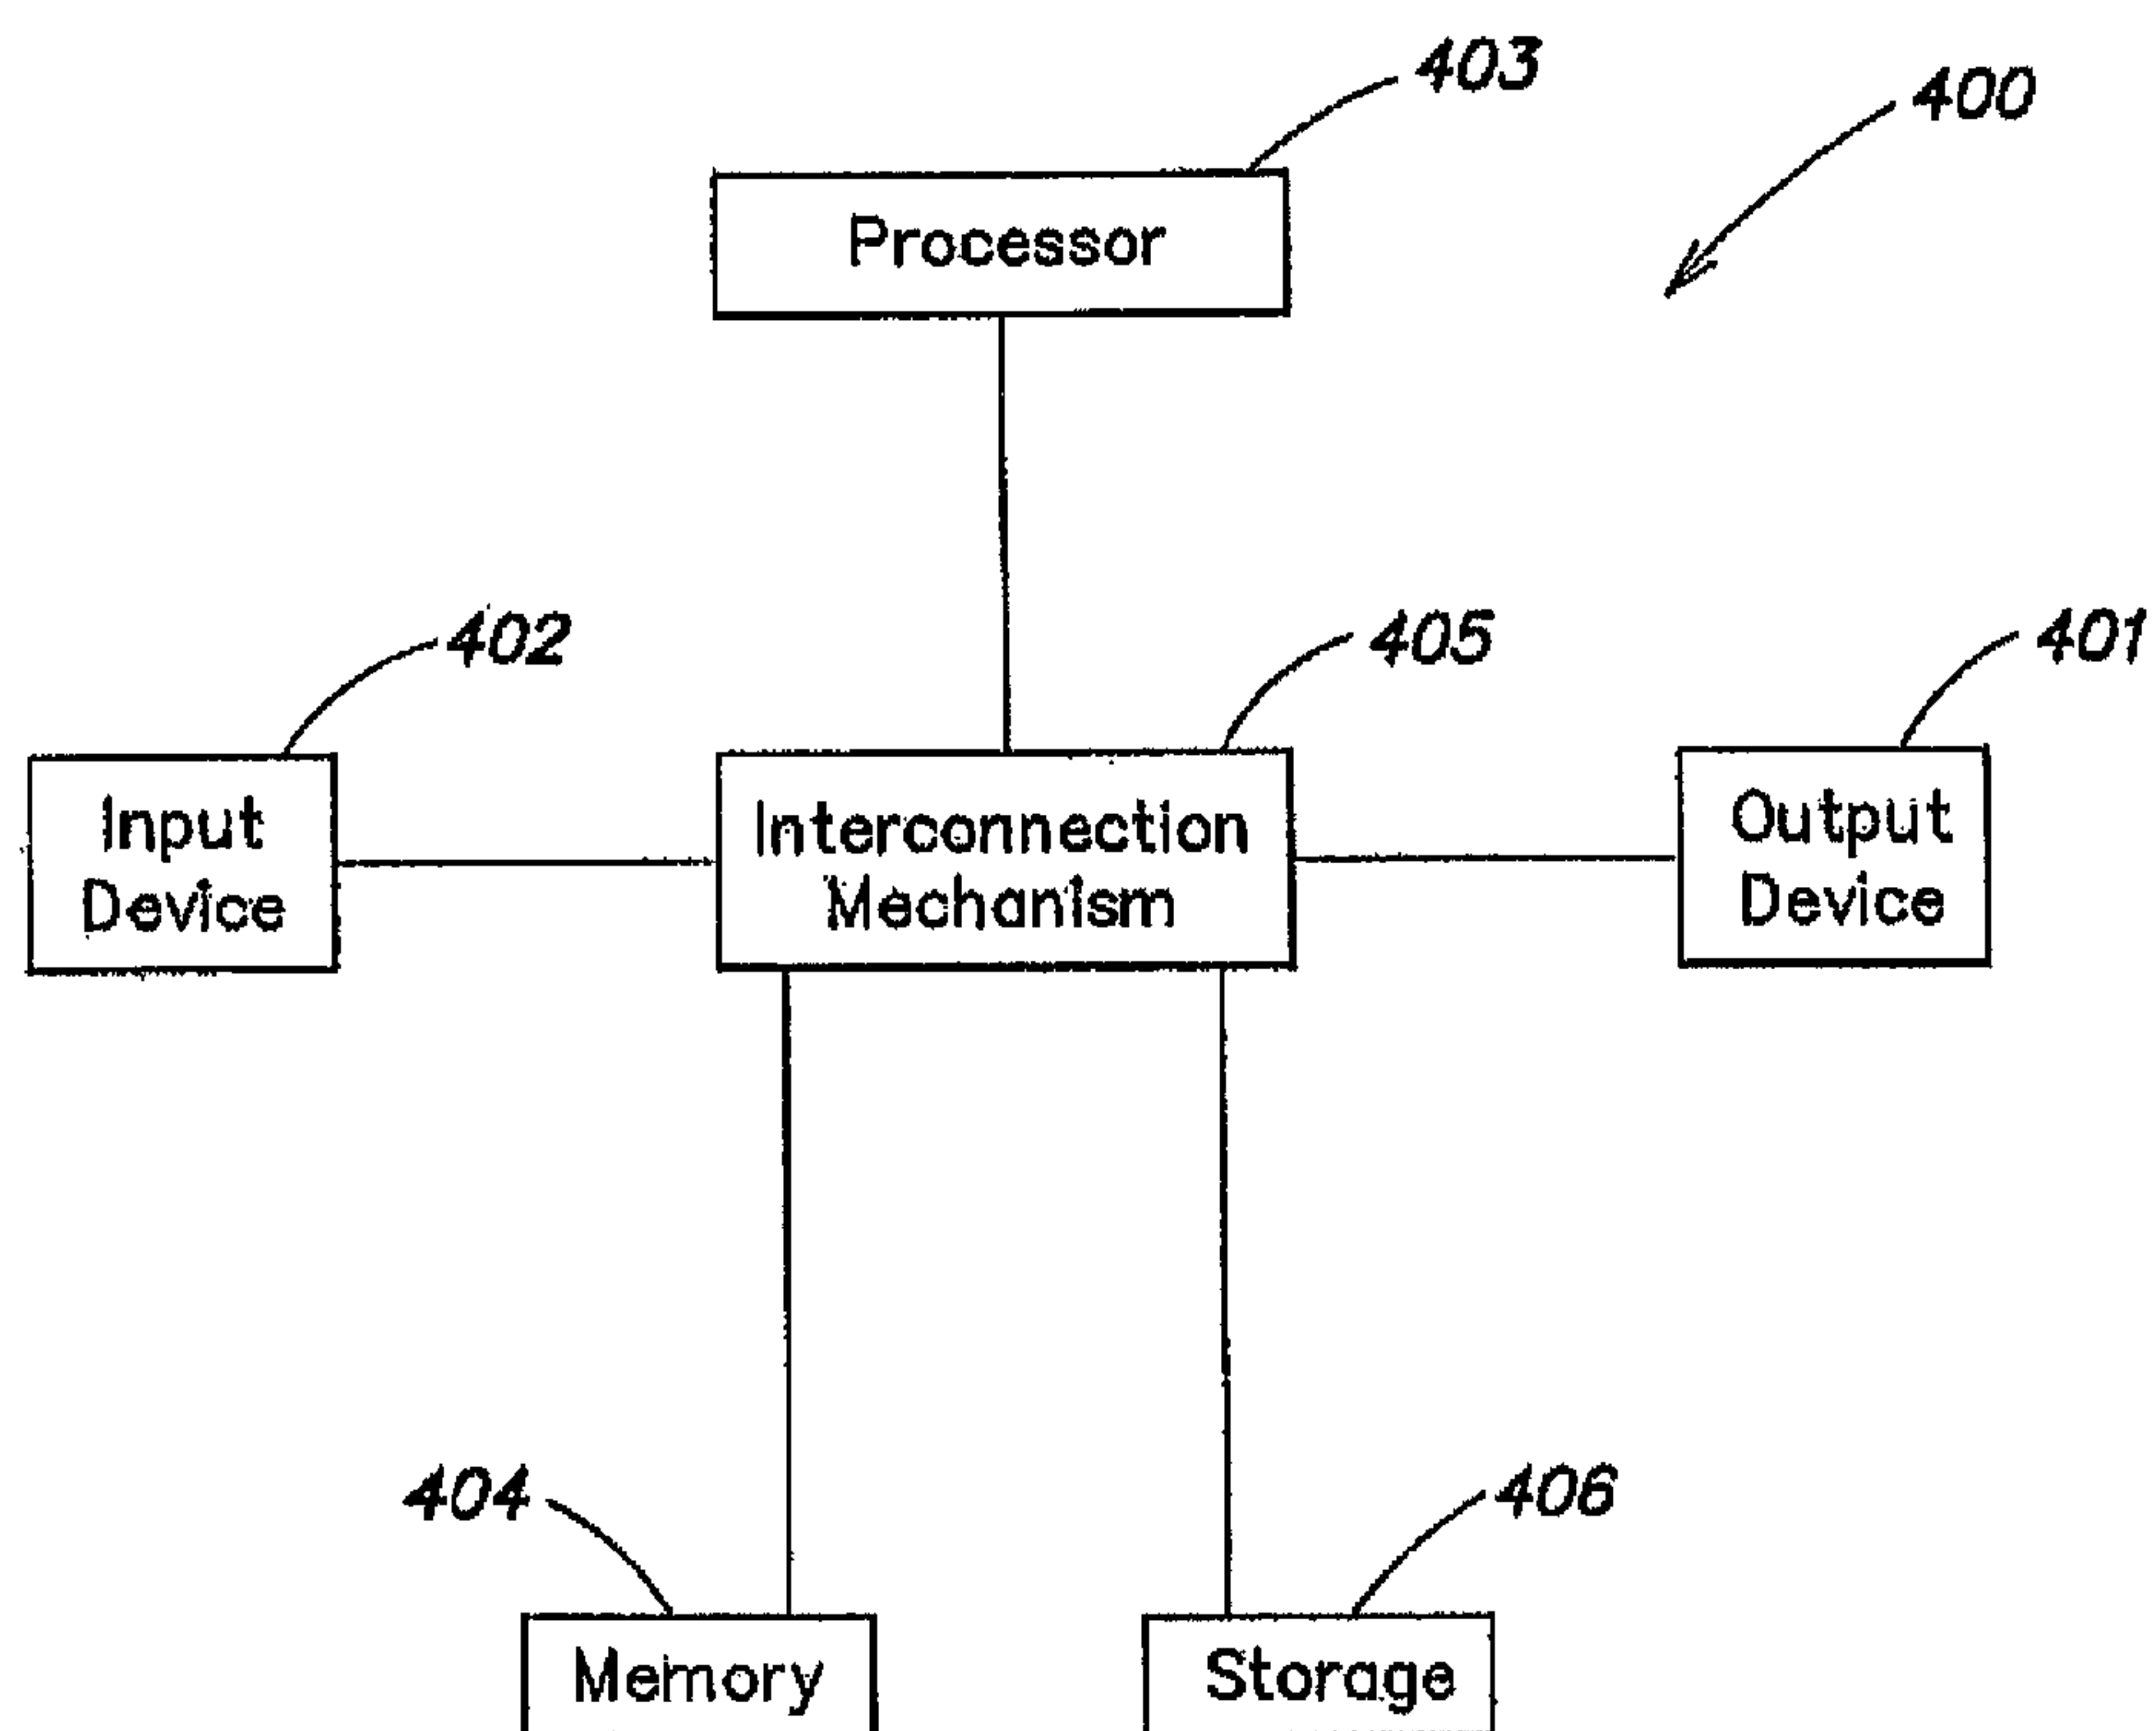 403
400
Processor
402
405
401
Input
Device
Interconnection
Mechanism
Output
Device
404
406
Memory
Storage